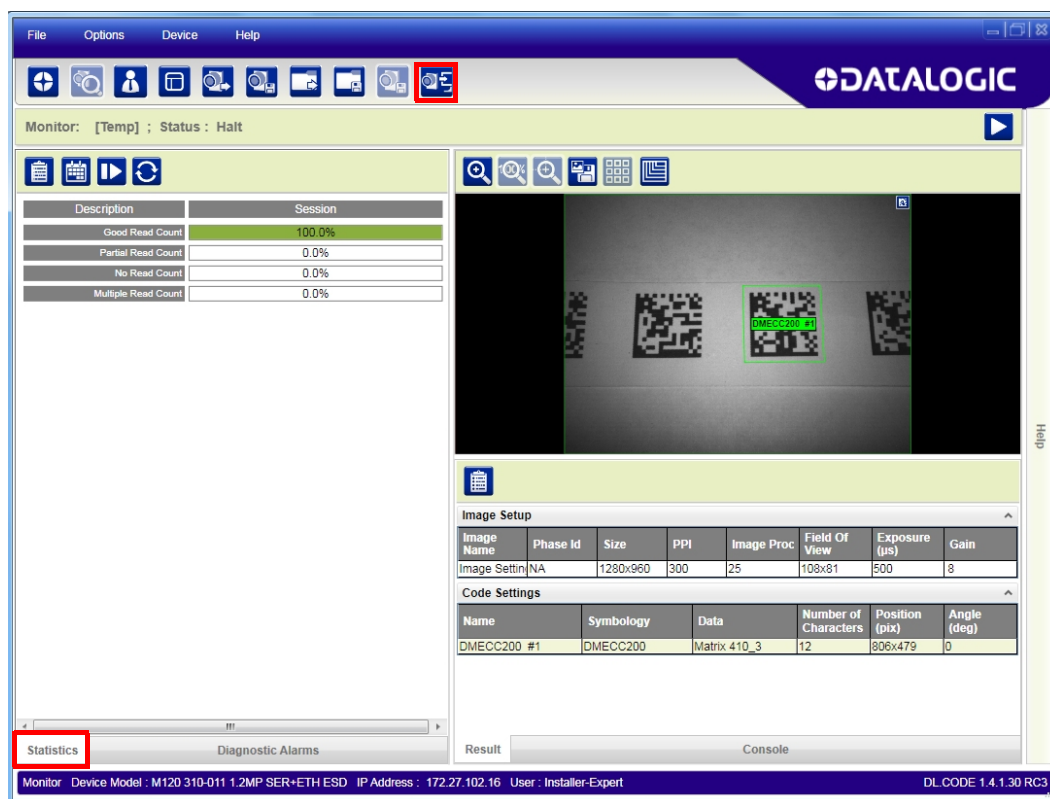 File Options Device Help
DATALOGIC
Monitor: [Temp] ; Status : Halt
100%
Description Session
Good Read Count 100.0%
Partial Read Count 0.0%
No Read Count 0.0%
Multiple Read Count 0.0%
DMECC200 #1
Help
Image Setup
Image Name Phase Id Size PPI Image Proc Field Of View Exposure (µs) Gain
Image Settin NA 1280x960 300 25 108x81 500 8
Code Settings
Name Symbology Data Number of Characters Position (pix) Angle (deg)
DMECC200 #1 DMECC200 Matrix 410_3 12 806x479 0
Statistics Diagnostic Alarms
Result Console
Monitor Device Model : M120 310-011 1.2MP SER+ETH ESD IP Address : 172.27.102.16 User : Installer-Expert DL.CODE 1.4.1.30 RC3